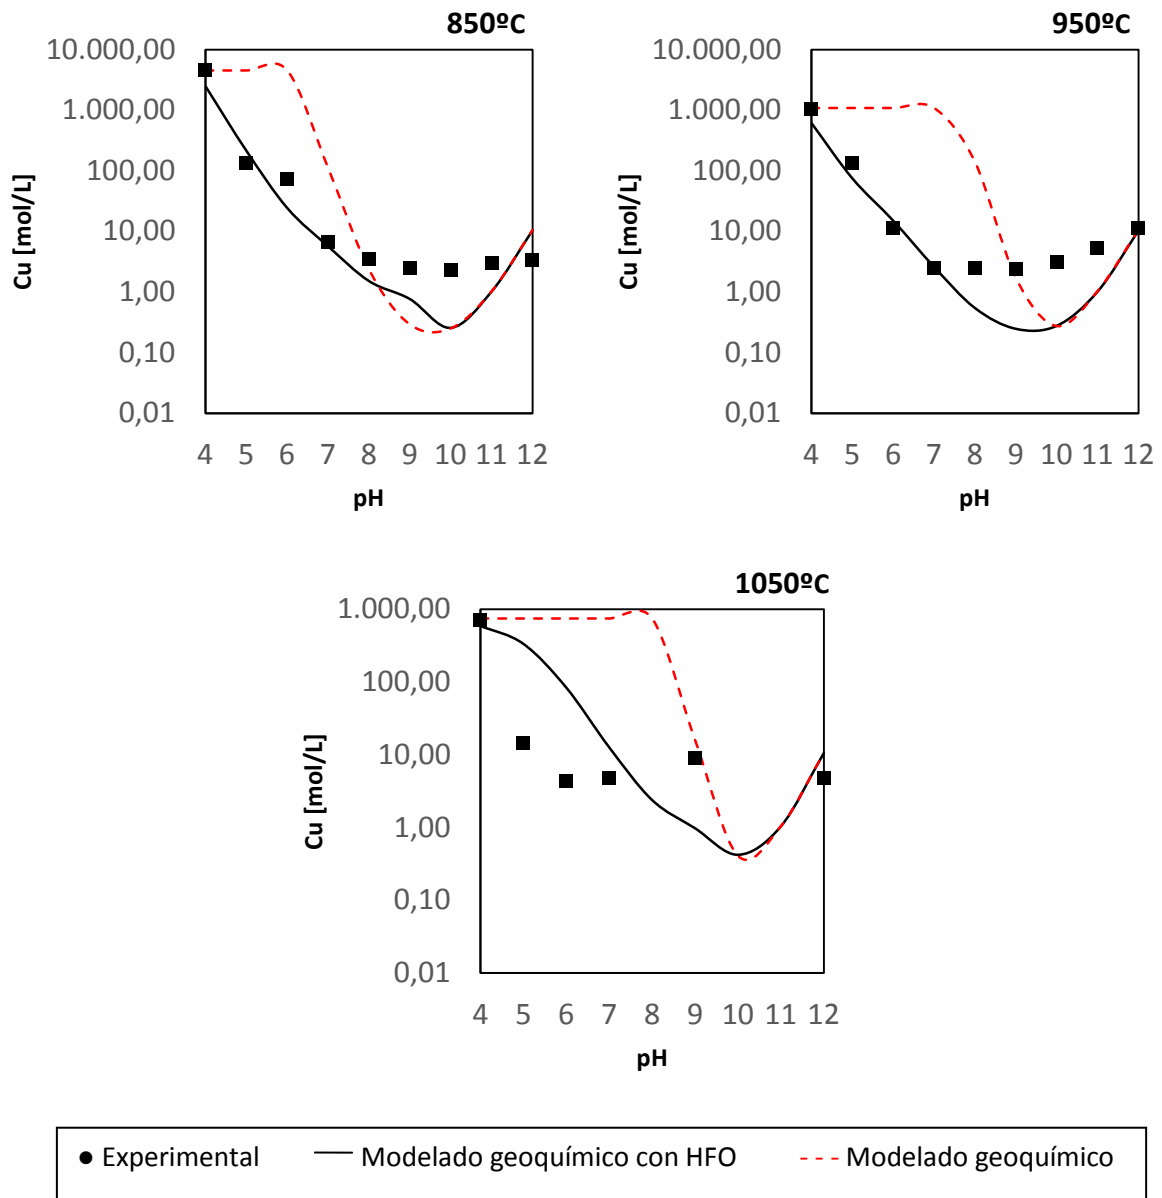 850ºC
10.000,00
1.000,00
100,00
10,00
1,00
0,10
0,01
Cu [mol/L]
4 5 6 7 8 9 10 11 12
pH
950ºC
10.000,00
1.000,00
100,00
10,00
1,00
0,10
0,01
Cu [mol/L]
4 5 6 7 8 9 10 11 12
pH
1050ºC
1.000,00
100,00
10,00
1,00
0,10
0,01
Cu [mol/L]
4 5 6 7 8 9 10 11 12
pH
Experimental Modelado geoquímico con HFO Modelado geoquímico